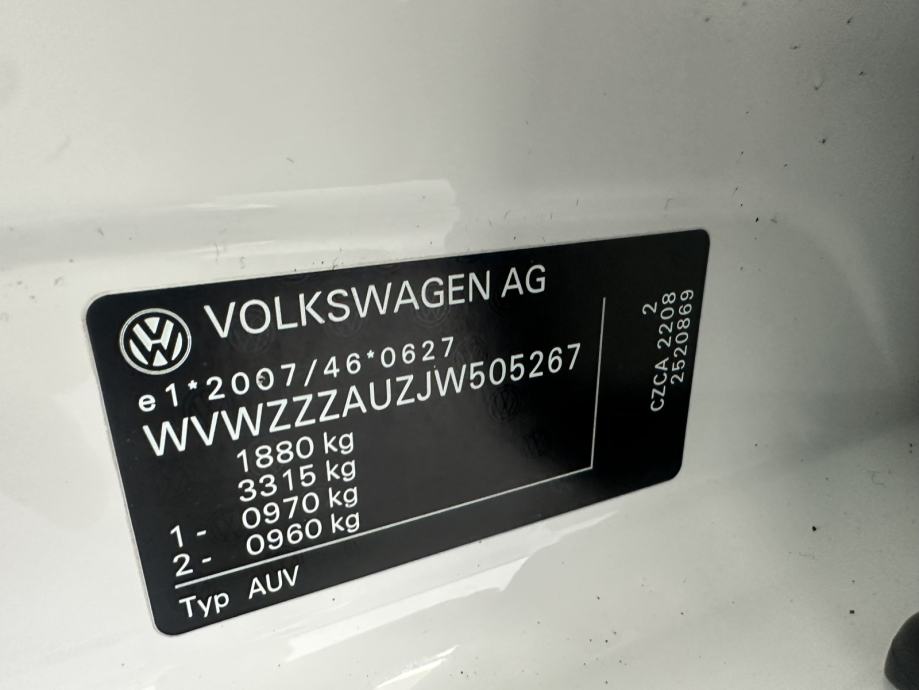 VOLKSWAGEN AG
e1*2007/46*0627
WVWZZZAUZJW505267
1880 kg
3315 kg
1- 0970 kg
2- 0960 kg
Typ AUV
2
CZCA 2208
2520869